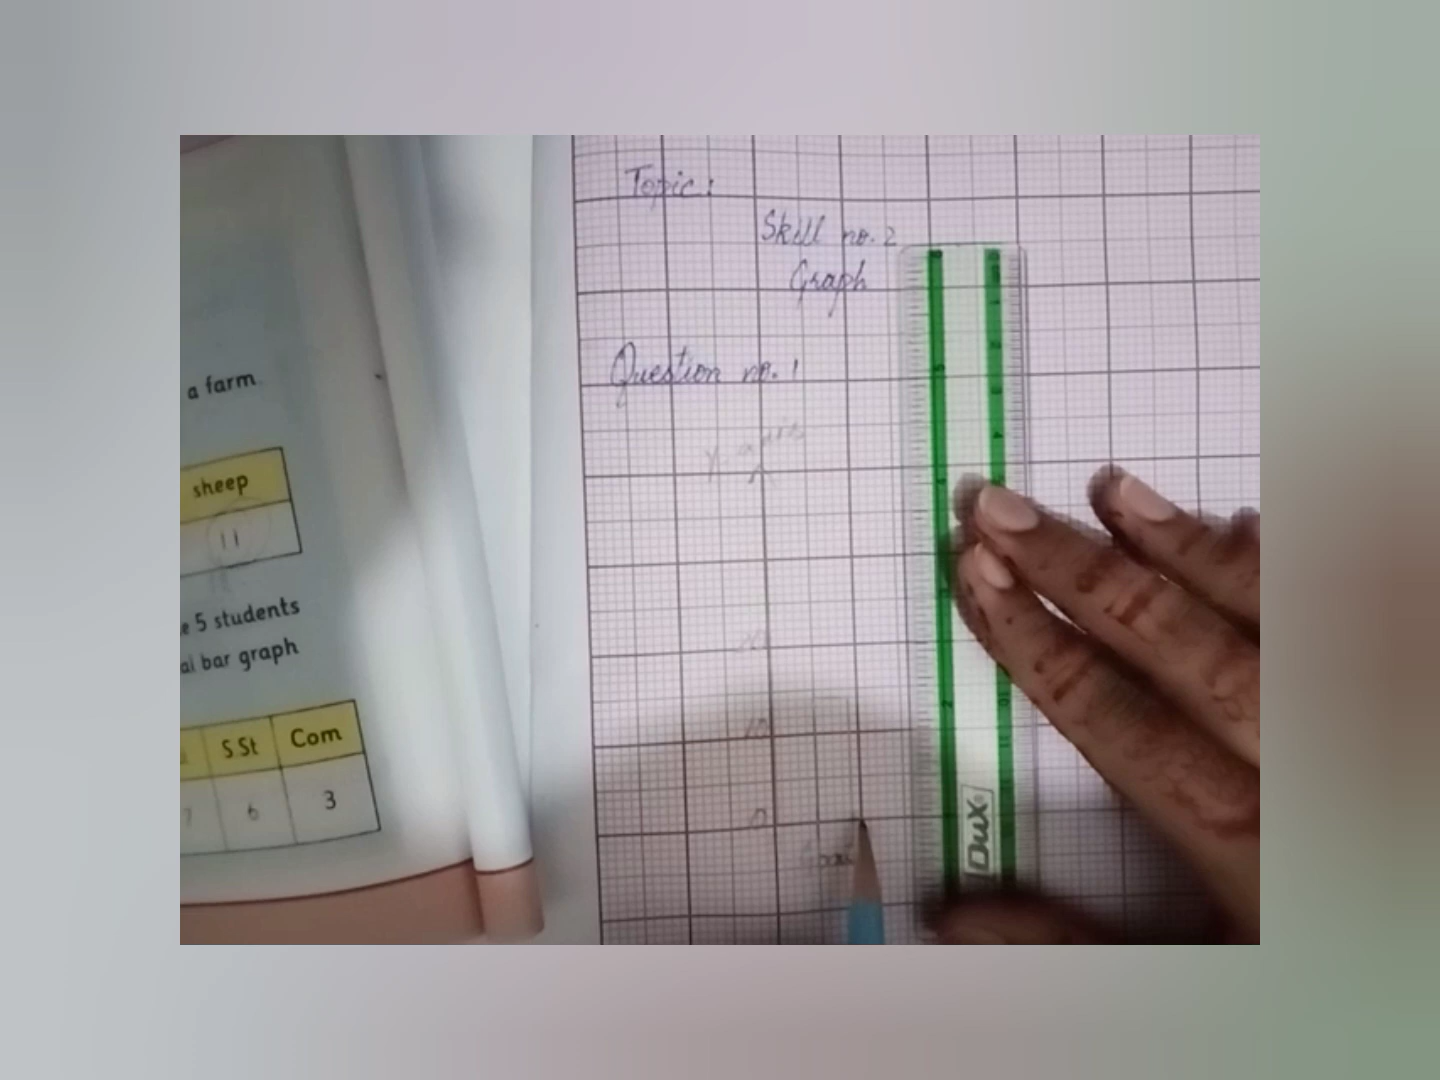 a farm
sheep
11
5 students
bar graph
S.St
Com
6
3
Topic:
Skill no. 2
Graph
Question no. 1
Y axis
10
0
Dux